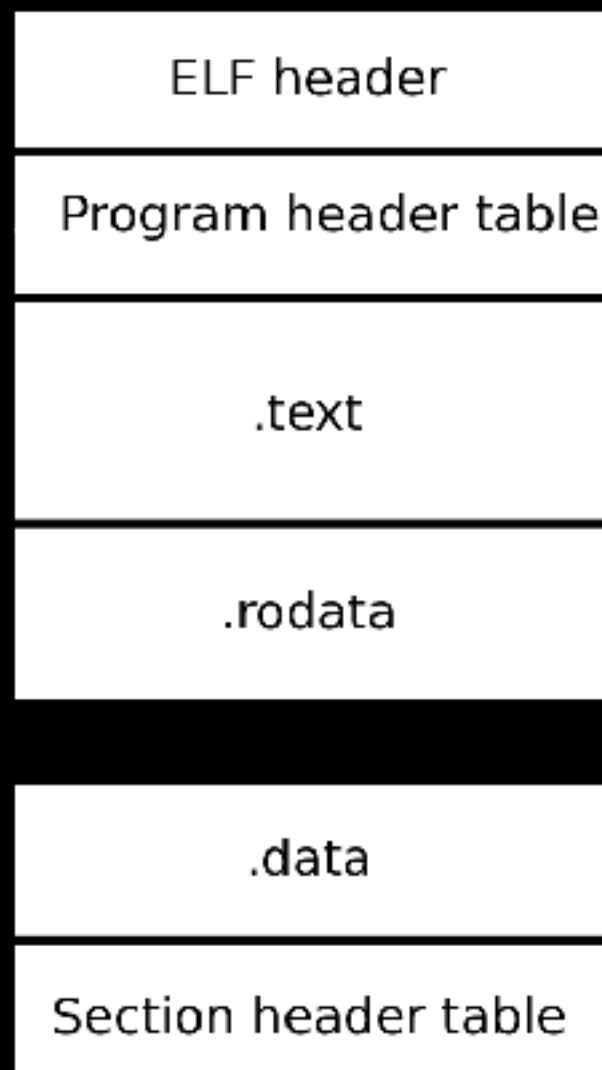 ELF header
Program header table
.text
.rodata
.data
Section header table